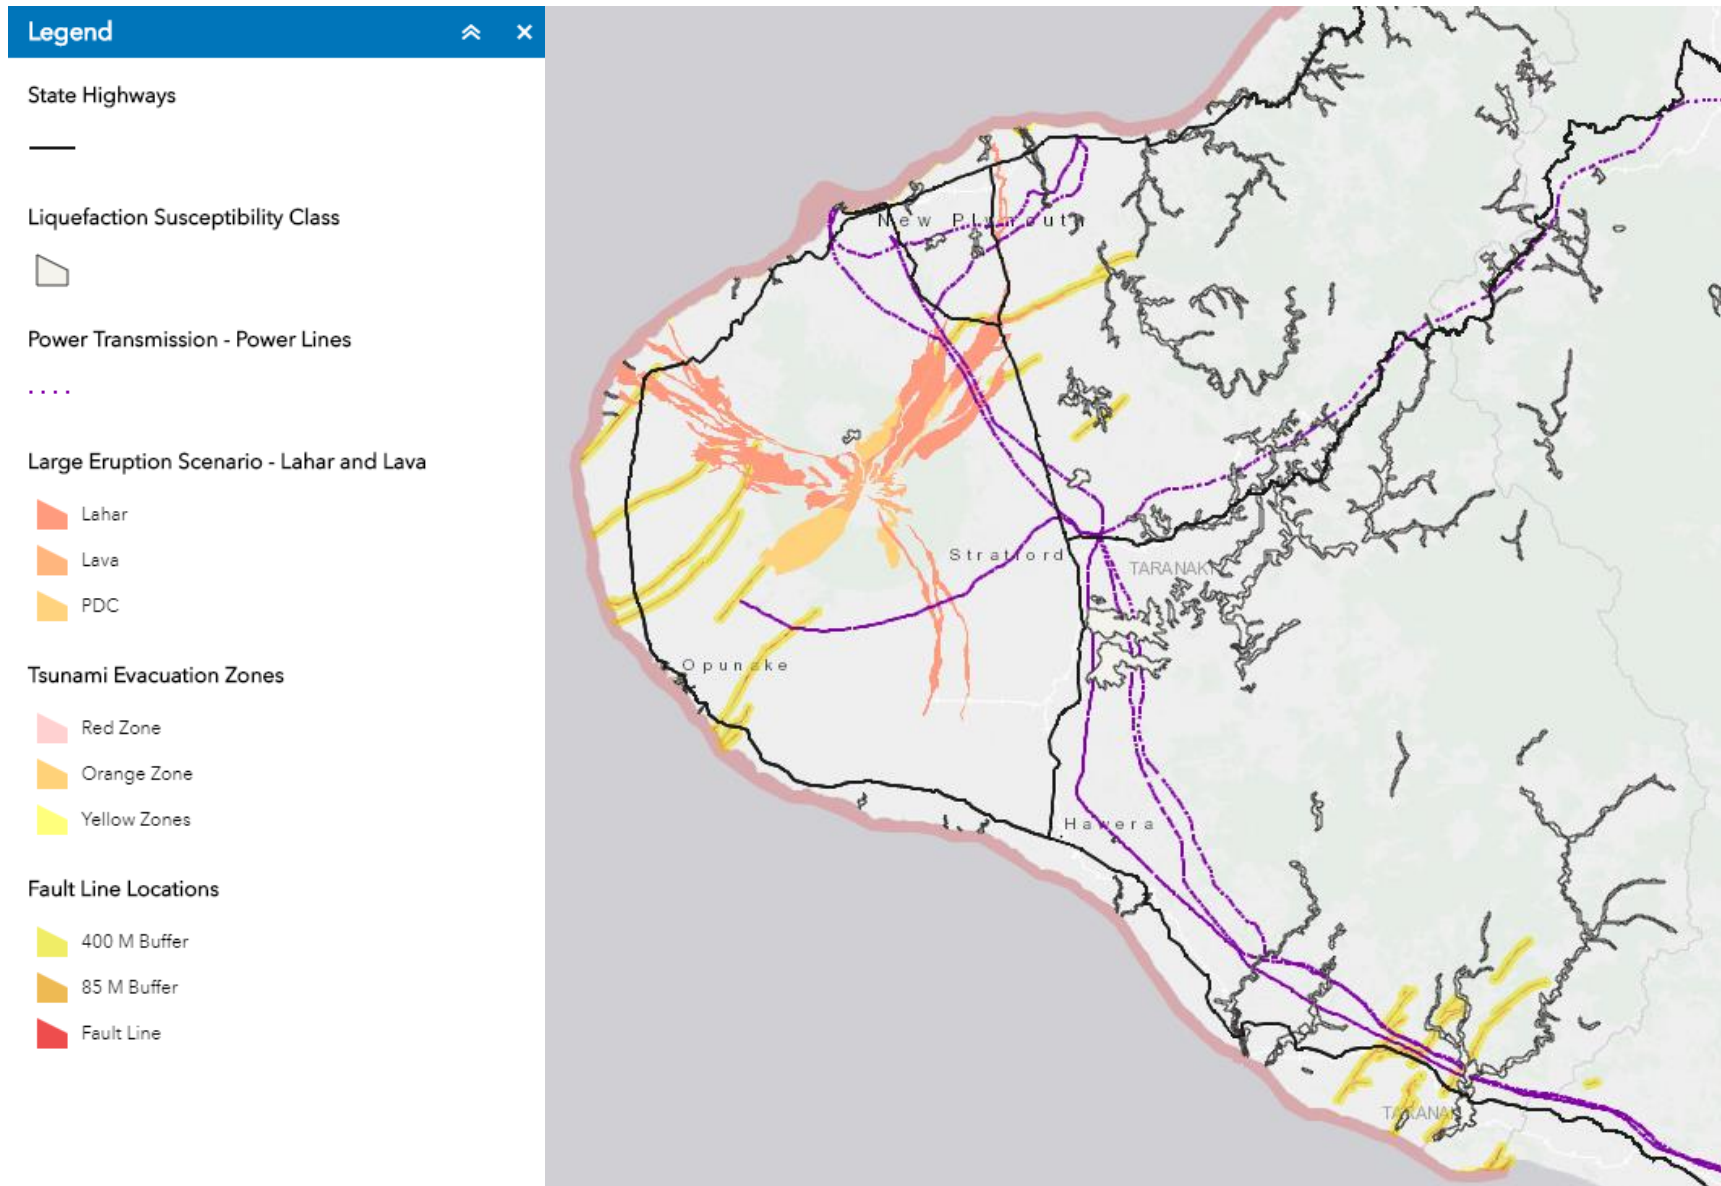 Legend
State Highways
Liquefaction Susceptibility Class
Power Transmission - Power Lines
Large Eruption Scenario - Lahar and Lava
Lahar
Lava
PDC
Tsunami Evacuation Zones
Red Zone
Orange Zone
Yellow Zones
Fault Line Locations
400 M Buffer
85 M Buffer
Fault Line
New Plymouth
Stratford
TARANAKI
Opunake
Hawera
TARANAKI